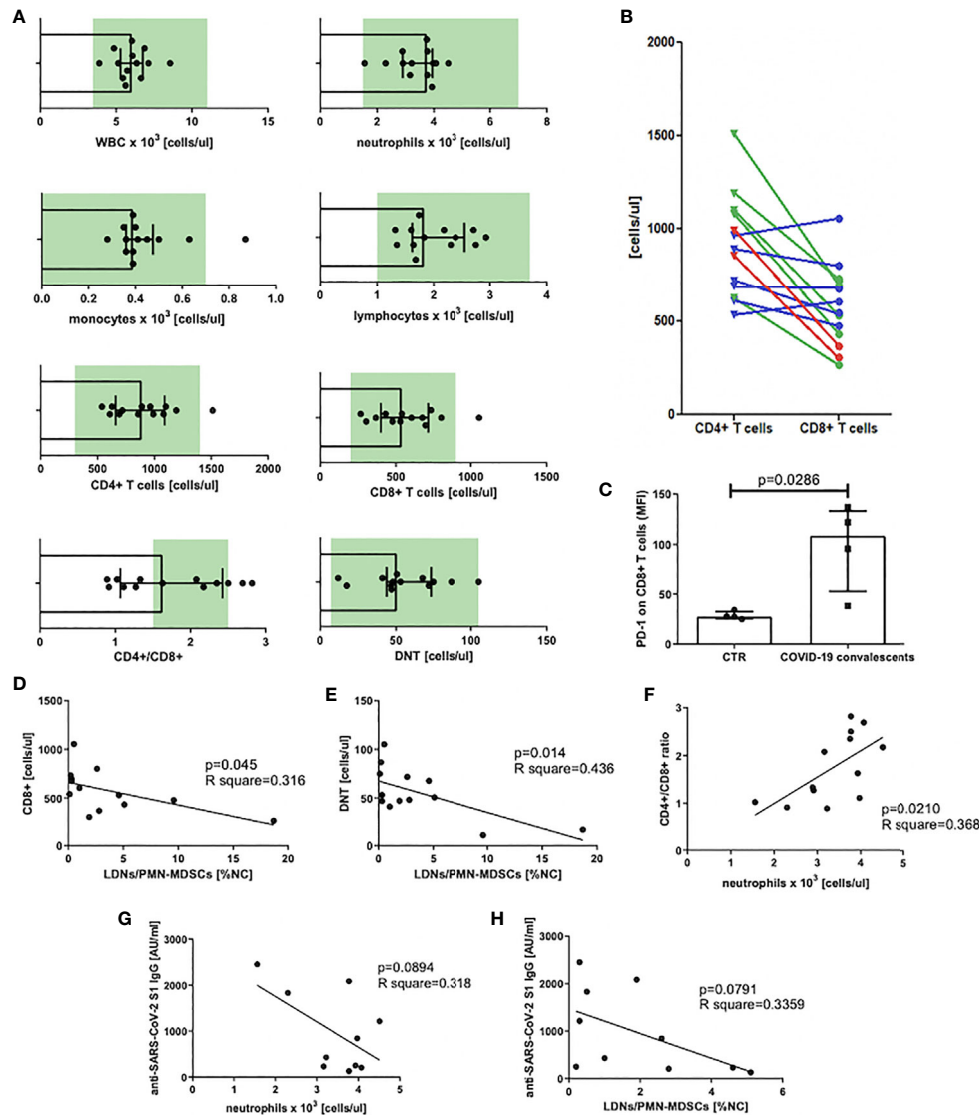 A
0 5 10 15
WBC x 10³ [cells/ul]
0 2 4 6 8
neutrophils x 10³ [cells/ul]
0.0 0.2 0.4 0.6 0.8 1.0
monocytes x 10³ [cells/ul]
0 1 2 3 4
lymphocytes x 10³ [cells/ul]
0 500 1000 1500 2000
CD4+ T cells [cells/ul]
0 500 1000 1500
CD8+ T cells [cells/ul]
0 1 2 3
CD4+/CD8+
0 50 100 150
DNT [cells/ul]
B
2000
1500
1000
500
0
[cells/ul]
CD4+ T cells CD8+ T cells
C
p=0.0286
150
100
50
0
PD-1 on CD8+ T cells (MFI)
CTR COVID-19 convalescents
D
1500
1000
500
0
CD8+ [cells/ul]
p=0.045
R square=0.316
0 5 10 15 20
LDNs/PMN-MDSCs [%NC]
E
150
100
50
0
DNT [cells/ul]
p=0.014
R square=0.436
0 5 10 15 20
LDNs/PMN-MDSCs [%NC]
F
3
2
1
0
CD4+/CD8+ ratio
p=0.0210
R square=0.368
0 1 2 3 4 5
neutrophils x 10³ [cells/ul]
G
3000
2000
1000
0
anti-SARS-CoV-2 S1 IgG [AU/ml]
p=0.0894
R square=0.318
0 1 2 3 4 5
neutrophils x 10³ [cells/ul]
H
3000
2000
1000
0
anti-SARS-CoV-2 S1 IgG [AU/ml]
p=0.0791
R square=0.3359
0 2 4 6
LDNs/PMN-MDSCs [%NC]